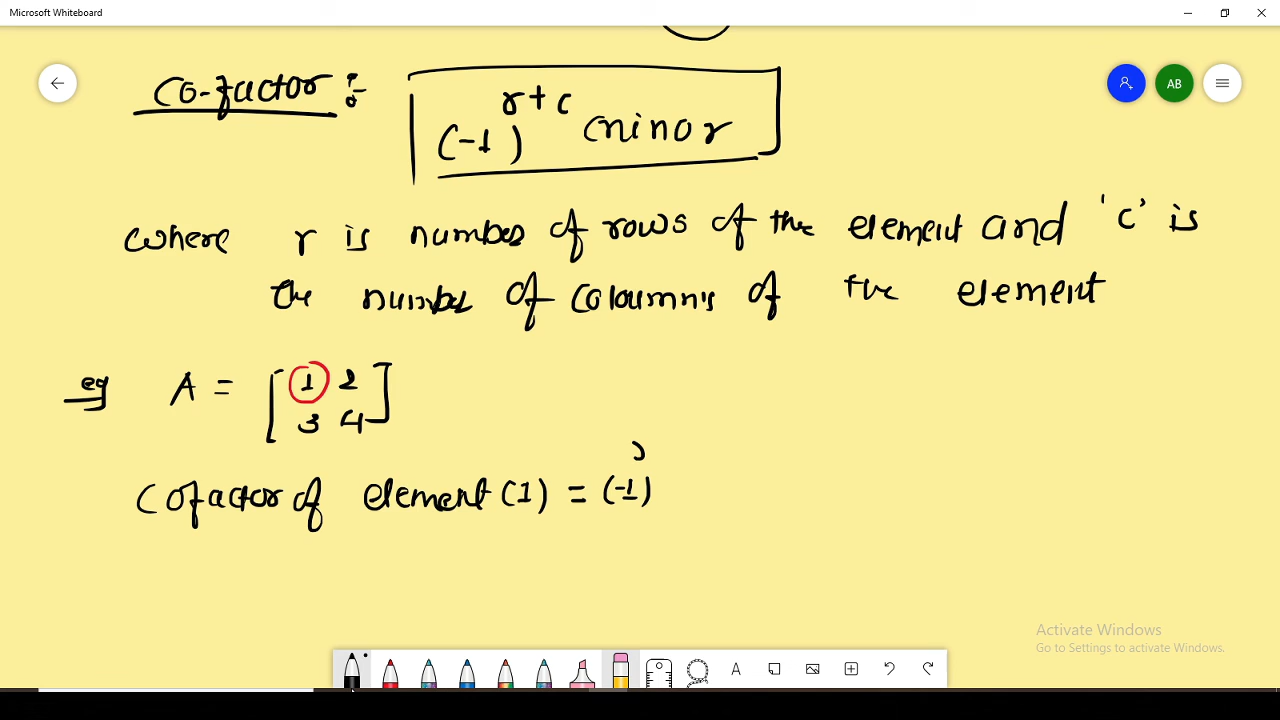 Microsoft Whiteboard
Co-factor :-
(-1)^r+c minor
AB
where r is number of rows of the element and 'c' is
the number of coloumns of the element
eg A = [1 2
3 4]
Cofactor of element (1) = (-1)
Activate Windows
Go to Settings to activate Windows.
A